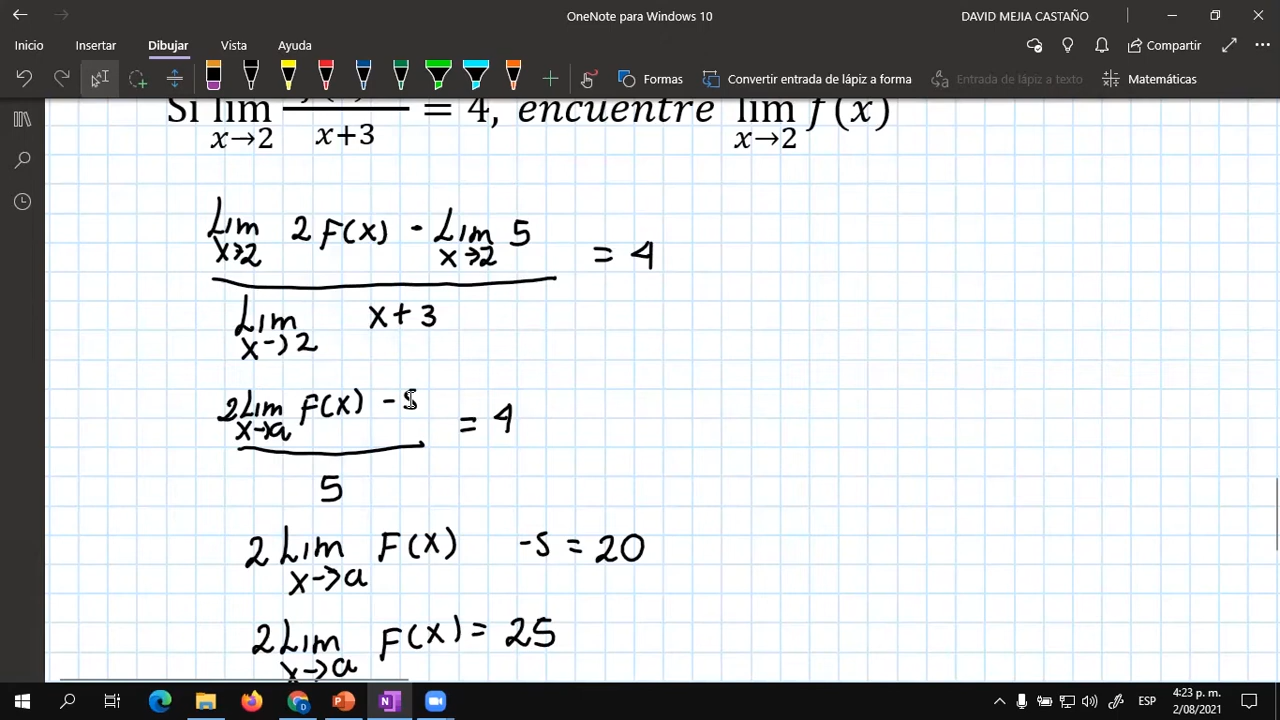 OneNote para Windows 10
DAVID MEJIA CASTAÑO
Inicio Insertar Dibujar Vista Ayuda
Compartir
Formas Convertir entrada de lápiz a forma Entrada de lápiz a texto Matemáticas
Si lim x→2 x+3 = 4, encuentre lim x→2 f(x)
Lim x→2 2 F(x) - Lim x→2 5 = 4
Lim x→2 x+3
2Lim x→a F(x) - 5 = 4
5
2 Lim x→a F(x) -5 = 20
2 Lim x→a F(x) = 25
ESP
4:23 p. m.
2/08/2021